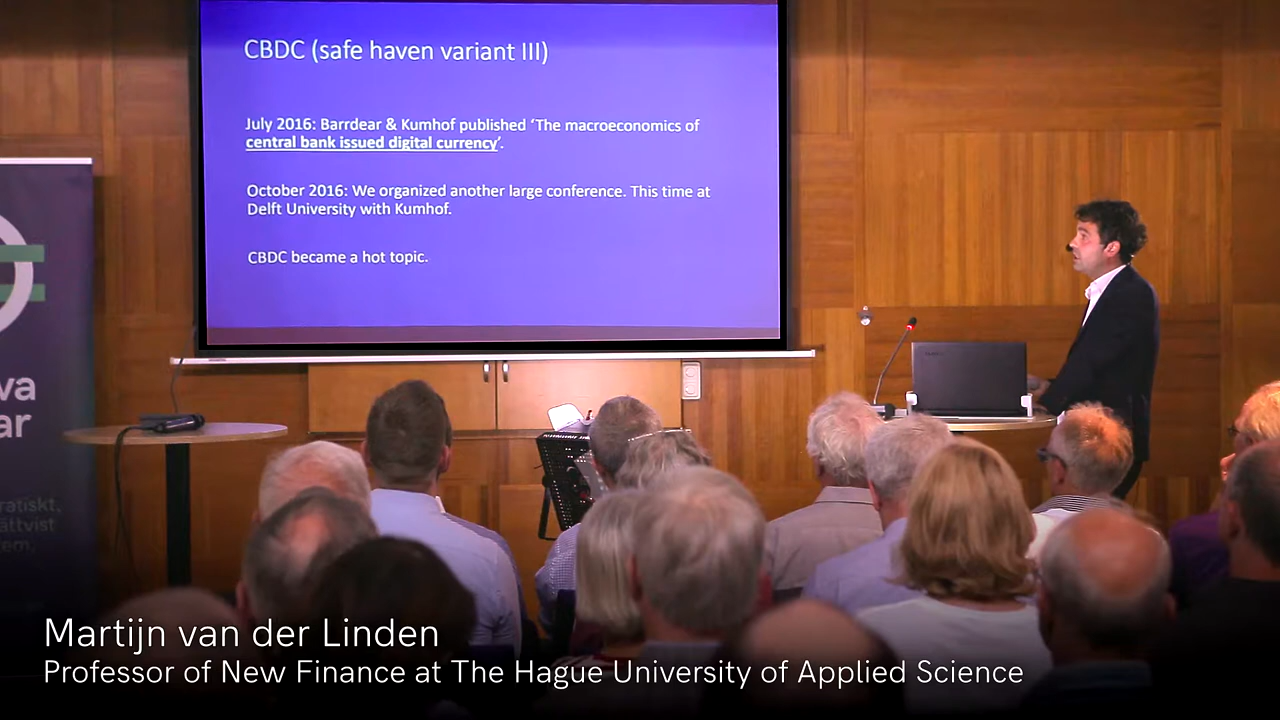 CBDC (safe haven variant III)
July 2016: Barrdear & Kumhof published ‘The macroeconomics of
central bank issued digital currency’.
October 2016: We organized another large conference. This time at
Delft University with Kumhof.
CBDC became a hot topic.
va
ar
ratiskt,
ättvist
em,
Martijn van der Linden
Professor of New Finance at The Hague University of Applied Science